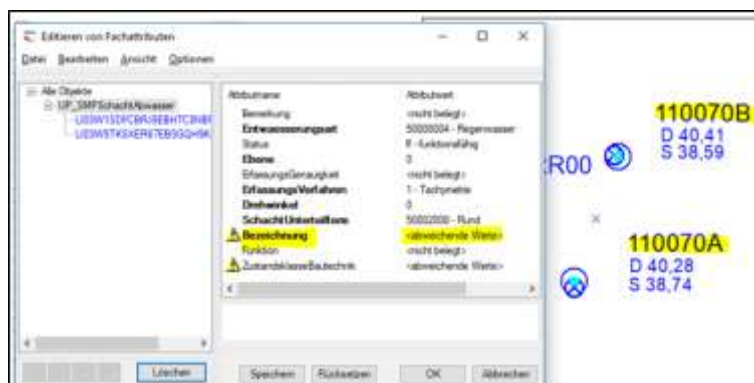 Editieren von Fachattributen
Datei Bearbeiten Ansicht Optionen
Alle Objekte
UP_SMPSchachtAbwasser
Attributname Attributwert
Bemerkung <nicht belegt>
Entwaesserungsart 50000004 - Regenwasser
Status F - funktionsfähig
Ebene 0
ErfassungsGenauigkeit <nicht belegt>
ErfassungsVerfahren 1 - Tachymetrie
Drehwinkel 0
SchachtUnterteilform 50002000 - Rund
Bezeichnung <abweichende Werte>
Funktion <nicht belegt>
ZustandsklasseBautechnik <abweichende Werte>
Löschen Speichern Rücksetzen OK Abbrechen
110070B
D 40,41
S 38,59
R00
110070A
D 40,28
S 38,74